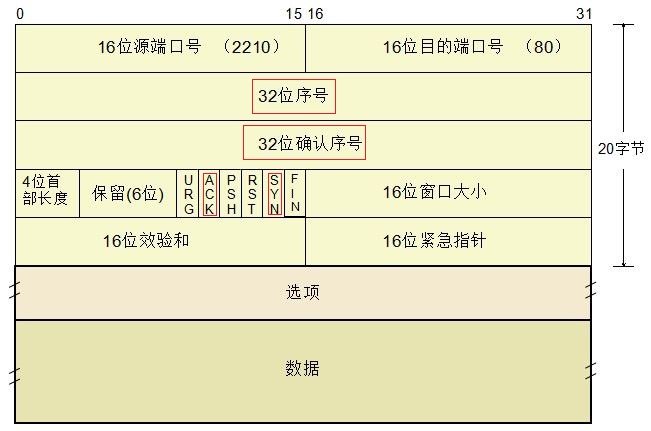 0 15 16 31
16位源端口号 (2210) 16位目的端口号 (80)
32位序号
32位确认序号
20字节
4位首部长度 保留(6位) URG ACK PSH RST SYN FIN 16位窗口大小
16位效验和 16位紧急指针
选项
数据